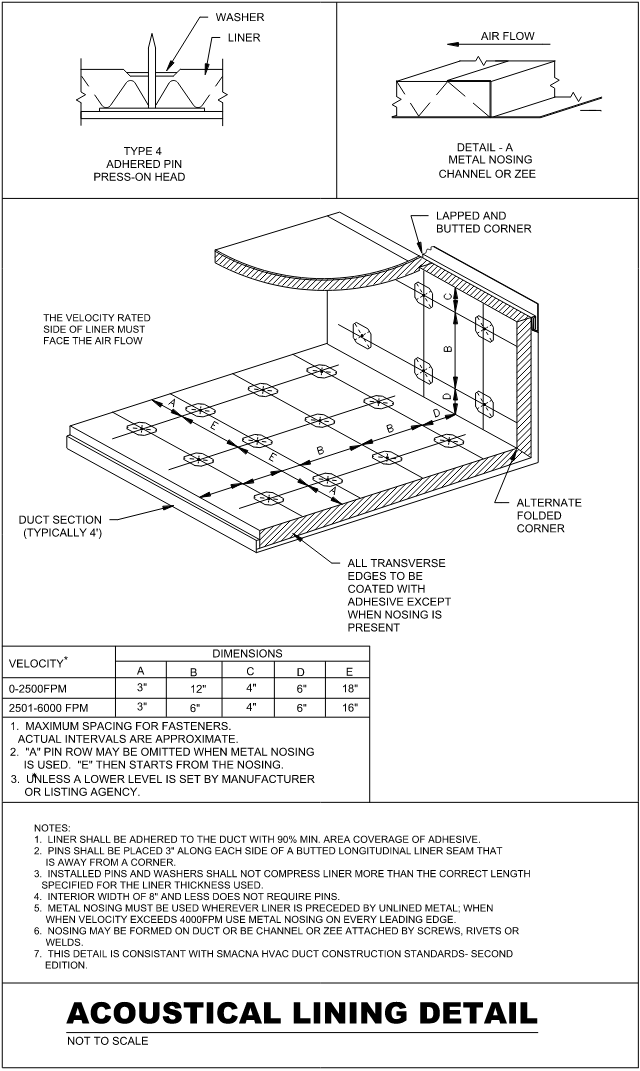 WASHER
LINER
TYPE 4
ADHERED PIN
PRESS-ON HEAD
AIR FLOW
DETAIL - A
METAL NOSING
CHANNEL OR ZEE
LAPPED AND
BUTTED CORNER
THE VELOCITY RATED
SIDE OF LINER MUST
FACE THE AIR FLOW
C
B
D
A
E
B
D
E
B
A
DUCT SECTION
(TYPICALLY 4')
ALTERNATE
FOLDED
CORNER
ALL TRANSVERSE
EDGES TO BE
COATED WITH
ADHESIVE EXCEPT
WHEN NOSING IS
PRESENT
VELOCITY* DIMENSIONS
A B C D E
0-2500FPM 3" 12" 4" 6" 18"
2501-6000 FPM 3" 6" 4" 6" 16"
1. MAXIMUM SPACING FOR FASTENERS.
ACTUAL INTERVALS ARE APPROXIMATE.
2. "A" PIN ROW MAY BE OMITTED WHEN METAL NOSING
IS USED. "E" THEN STARTS FROM THE NOSING.
3. UNLESS A LOWER LEVEL IS SET BY MANUFACTURER
OR LISTING AGENCY.
NOTES:
1. LINER SHALL BE ADHERED TO THE DUCT WITH 90% MIN. AREA COVERAGE OF ADHESIVE.
2. PINS SHALL BE PLACED 3" ALONG EACH SIDE OF A BUTTED LONGITUDINAL LINER SEAM THAT
IS AWAY FROM A CORNER.
3. INSTALLED PINS AND WASHERS SHALL NOT COMPRESS LINER MORE THAN THE CORRECT LENGTH
SPECIFIED FOR THE LINER THICKNESS USED.
4. INTERIOR WIDTH OF 8" AND LESS DOES NOT REQUIRE PINS.
5. METAL NOSING MUST BE USED WHEREVER LINER IS PRECEDED BY UNLINED METAL; WHEN
WHEN VELOCITY EXCEEDS 4000FPM USE METAL NOSING ON EVERY LEADING EDGE.
6. NOSING MAY BE FORMED ON DUCT OR BE CHANNEL OR ZEE ATTACHED BY SCREWS, RIVETS OR
WELDS.
7. THIS DETAIL IS CONSISTANT WITH SMACNA HVAC DUCT CONSTRUCTION STANDARDS- SECOND
EDITION.
ACOUSTICAL LINING DETAIL
NOT TO SCALE